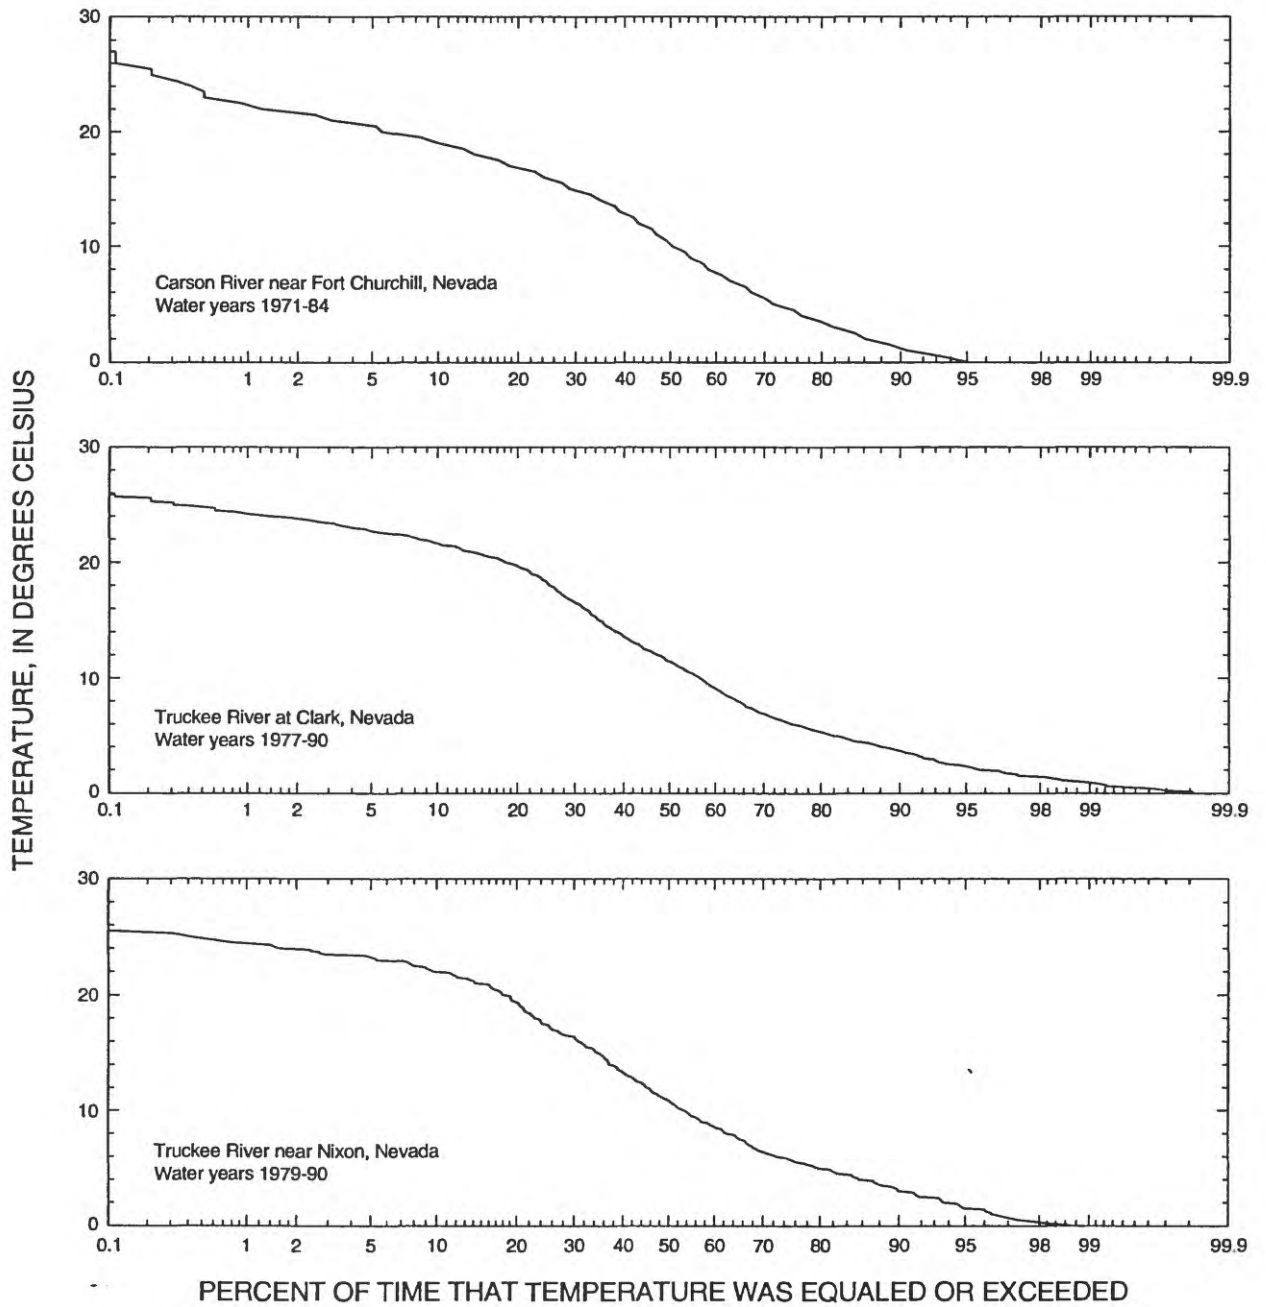 30
20
10
0
Carson River near Fort Churchill, Nevada
Water years 1971-84
0.1 1 2 5 10 20 30 40 50 60 70 80 90 95 98 99 99.9
TEMPERATURE, IN DEGREES CELSIUS
30
20
10
0
Truckee River at Clark, Nevada
Water years 1977-90
0.1 1 2 5 10 20 30 40 50 60 70 80 90 95 98 99 99.9
30
20
10
0
Truckee River near Nixon, Nevada
Water years 1979-90
0.1 1 2 5 10 20 30 40 50 60 70 80 90 95 98 99 99.9
PERCENT OF TIME THAT TEMPERATURE WAS EQUALED OR EXCEEDED